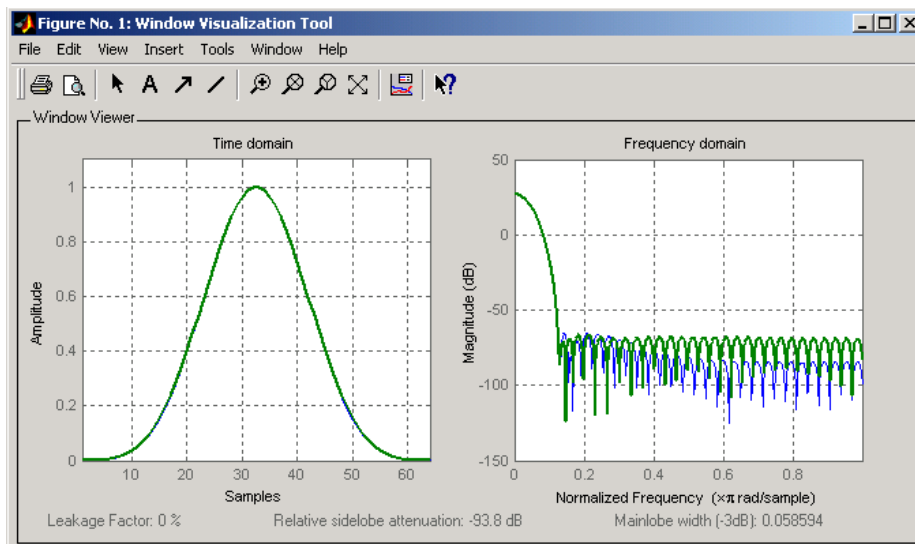 Figure No. 1: Window Visualization Tool
File Edit View Insert Tools Window Help
A
?
Window Viewer
Time domain
Amplitude
1
0.8
0.6
0.4
0.2
0
10 20 30 40 50 60
Samples
Frequency domain
Magnitude (dB)
50
0
-50
-100
-150
0 0.2 0.4 0.6 0.8
Normalized Frequency (×π rad/sample)
Leakage Factor: 0 % Relative sidelobe attenuation: -93.8 dB Mainlobe width (-3dB): 0.058594